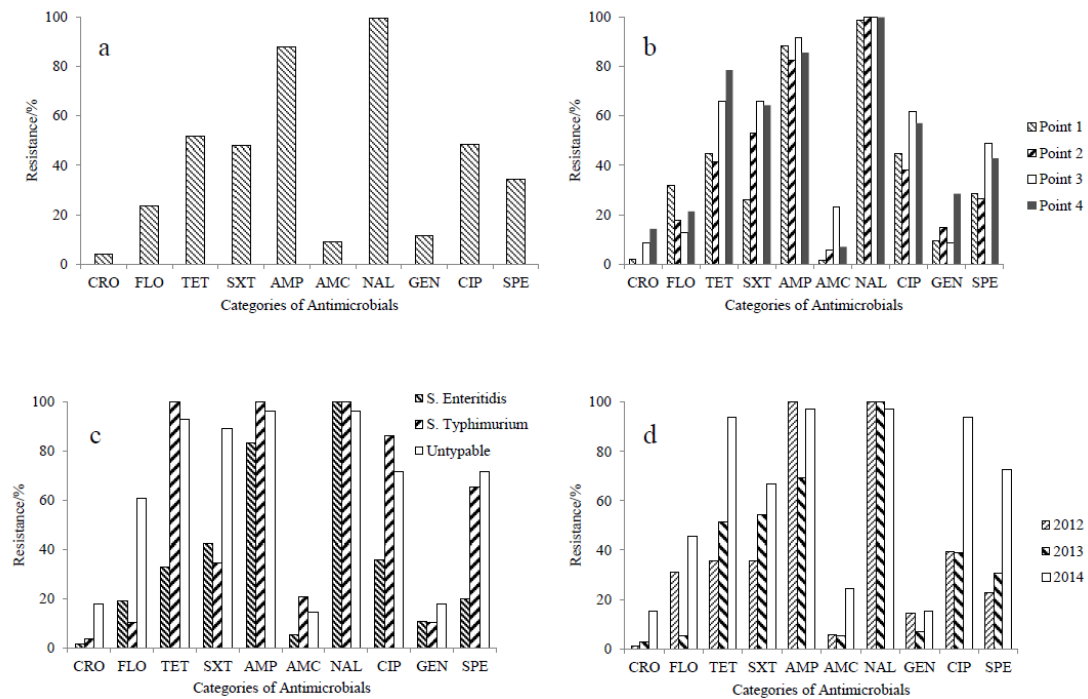 a
100
80
60
40
20
0
Resistance/%
CRO FLO TET SXT AMP AMC NAL GEN CIP SPE
Categories of Antimicrobials
b
100
80
60
40
20
0
Resistance/%
CRO FLO TET SXT AMP AMC NAL CIP GEN SPE
Categories of Antimicrobials
Point 1
Point 2
Point 3
Point 4
c
100
80
60
40
20
0
Resistance/%
S. Enteritidis
S. Typhimurium
Untypable
CRO FLO TET SXT AMP AMC NAL CIP GEN SPE
Categories of Antimicrobials
d
100
80
60
40
20
0
Resistance/%
CRO FLO TET SXT AMP AMC NAL GEN CIP SPE
Categories of Antimicrobials
2012
2013
2014